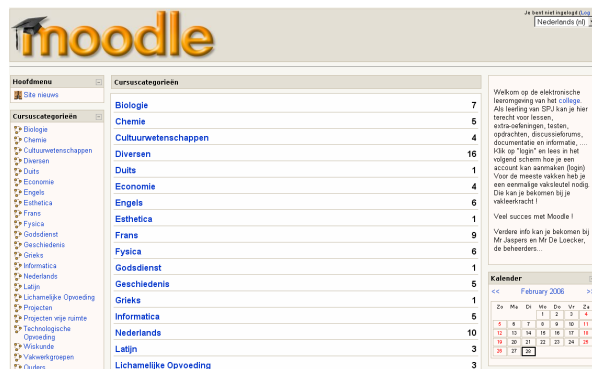 moodle
Je bent niet ingelogd (Log
Nederlands (nl)
Hoofdmenu
Site nieuws
Cursuscategorieën
Biologie
Chemie
Cultuurwetenschappen
Diversen
Duits
Economie
Engels
Esthetica
Frans
Fysica
Godsdienst
Geschiedenis
Grieks
Informatica
Nederlands
Latijn
Lichamelijke Opvoeding
Projecten
Projecten vrije ruimte
Technologische
Opvoeding
Wiskunde
Vakwerkgroepen
Ouders
Cursuscategorieën
Biologie 7
Chemie 5
Cultuurwetenschappen 4
Diversen 16
Duits 1
Economie 4
Engels 6
Esthetica 1
Frans 9
Fysica 6
Godsdienst 1
Geschiedenis 5
Grieks 1
Informatica 5
Nederlands 10
Latijn 3
Lichamelijke Opvoeding 3
Welkom op de elektronische
leeromgeving van het college.
Als leerling van SPJ kan je hier
terecht voor lessen,
extra-oefeningen, testen,
opdrachten, discussieforums,
documentatie en informatie, ....
Klik op "login" en lees in het
volgend scherm hoe je een
account kan aanmaken (login)
Voor de meeste vakken heb je
een eenmalige vaksleutel nodig.
Die kan je bekomen bij je
vakleerkracht !
Veel succes met Moodle !
Verdere info kan je bekomen bij
Mr Jaspers en Mr De Loecker,
de beheerders...
Kalender
<< February 2006 >>
Zo Ma Di Wo Do Vr Za
1 2 3 4
5 6 7 8 9 10 11
12 13 14 15 16 17 18
19 20 21 22 23 24 25
26 27 28